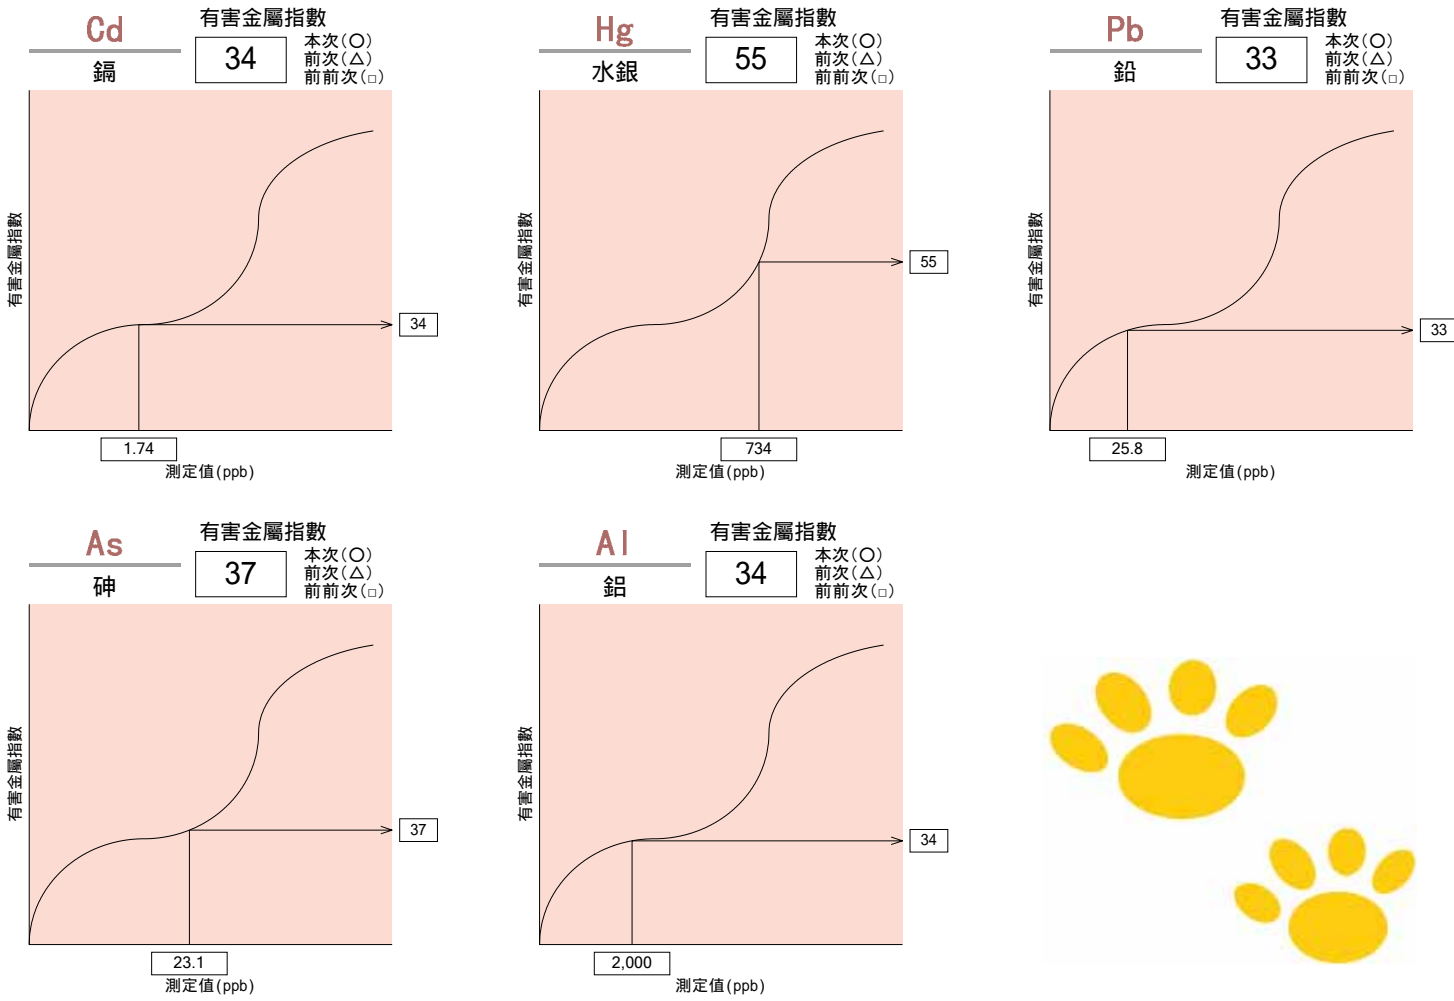 Cd
鎘
有害金屬指數
34
本次(○)
前次(△)
前前次(□)
有害金屬指數
34
1.74
測定值(ppb)
Hg
水銀
有害金屬指數
55
本次(○)
前次(△)
前前次(□)
有害金屬指數
55
734
測定值(ppb)
Pb
鉛
有害金屬指數
33
本次(○)
前次(△)
前前次(□)
有害金屬指數
33
25.8
測定值(ppb)
As
砷
有害金屬指數
37
本次(○)
前次(△)
前前次(□)
有害金屬指數
37
23.1
測定值(ppb)
Al
鋁
有害金屬指數
34
本次(○)
前次(△)
前前次(□)
有害金屬指數
34
2,000
測定值(ppb)